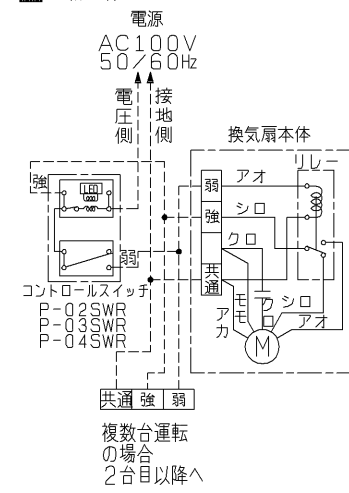 電源
AC100V
50/60Hz
電圧側
接地側
換気扇本体
リレー
強
LED
弱
コントロールスイッチ
P-02SWR
P-03SWR
P-04SWR
弱
強
共通
アオ
シロ
クロ
アカ
モモ
クロ
シロ
アオ
M
共通 強 弱
複数台運転
の場合
2台目以降へ